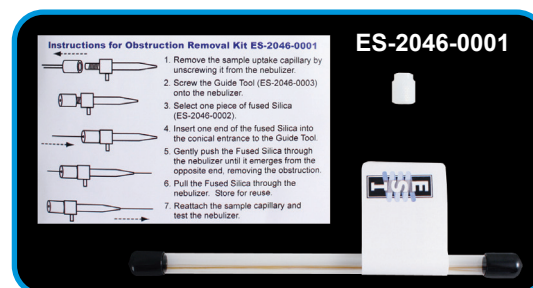 Instructions for Obstruction Removal Kit ES-2046-0001
1. Remove the sample uptake capillary by
unscrewing it from the nebulizer.
2. Screw the Guide Tool (ES-2046-0003)
onto the nebulizer.
3. Select one piece of fused Silica
(ES-2046-0002).
4. Insert one end of the fused Silica into
the conical entrance to the Guide Tool.
5. Gently push the Fused Silica through
the nebulizer until it emerges from the
opposite end, removing the obstruction.
6. Pull the Fused Silica through the
nebulizer. Store for reuse.
7. Reattach the sample capillary and
test the nebulizer.
ES-2046-0001
ESI